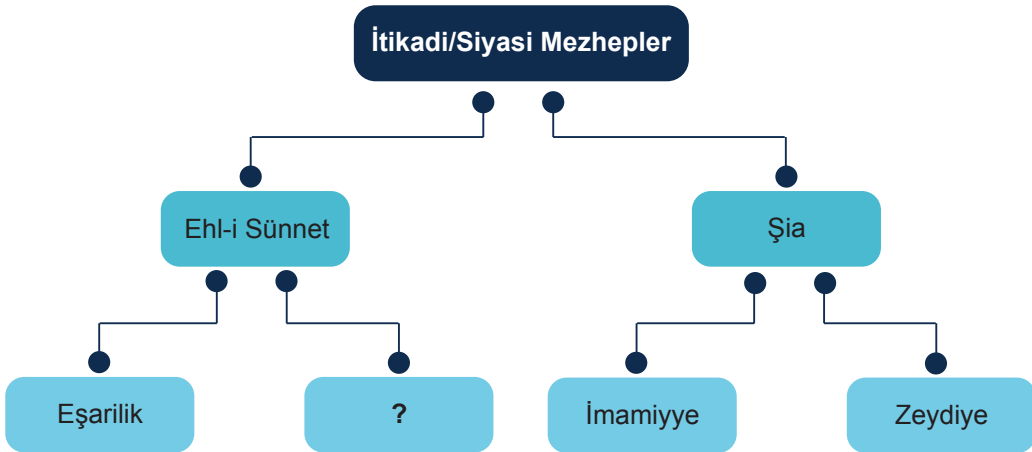 İtikadi/Siyasi Mezhepler
Ehl-i Sünnet
Şia
Eşarilik
?
İmamiyye
Zeydiye